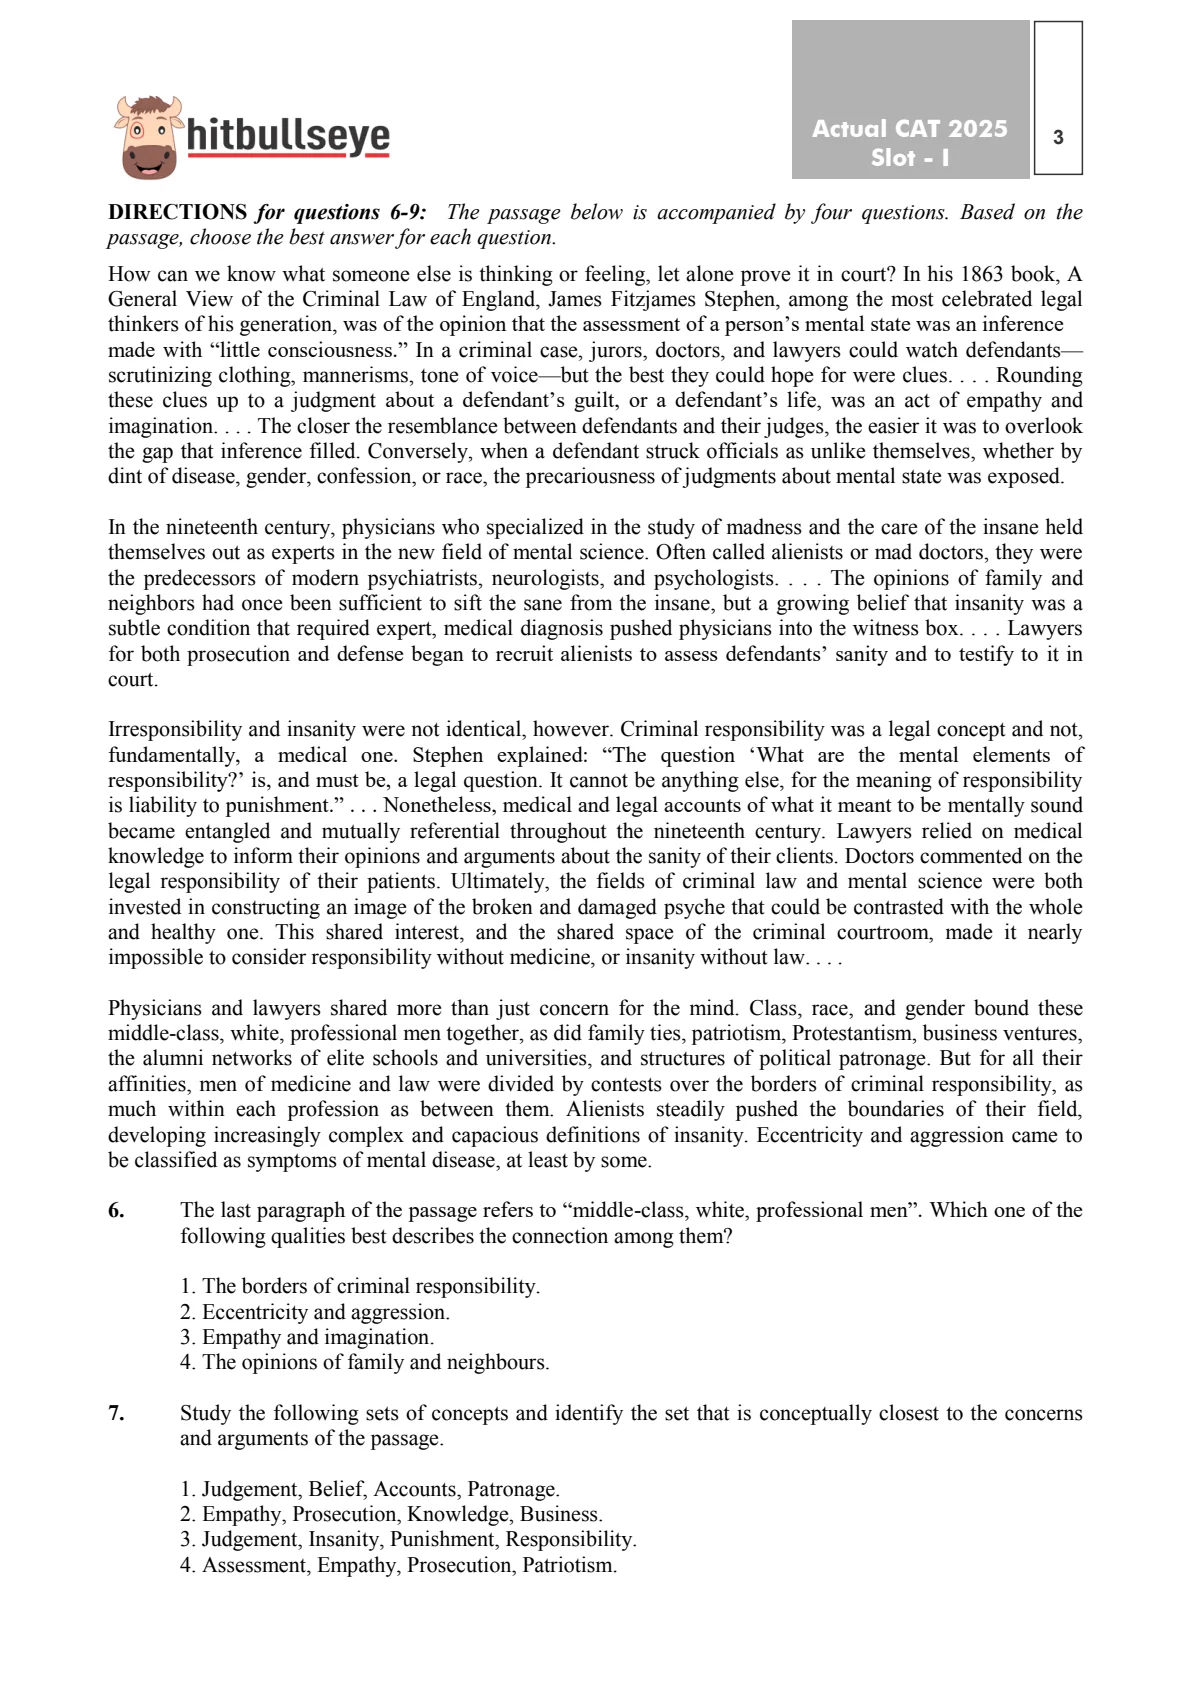 hitbullseye
Actual CAT 2025
Slot - I
3
DIRECTIONS for questions 6-9: The passage below is accompanied by four questions. Based on the
passage, choose the best answer for each question.
How can we know what someone else is thinking or feeling, let alone prove it in court? In his 1863 book, A
General View of the Criminal Law of England, James Fitzjames Stephen, among the most celebrated legal
thinkers of his generation, was of the opinion that the assessment of a person’s mental state was an inference
made with “little consciousness.” In a criminal case, jurors, doctors, and lawyers could watch defendants—
scrutinizing clothing, mannerisms, tone of voice—but the best they could hope for were clues. . . . Rounding
these clues up to a judgment about a defendant’s guilt, or a defendant’s life, was an act of empathy and
imagination. . . . The closer the resemblance between defendants and their judges, the easier it was to overlook
the gap that inference filled. Conversely, when a defendant struck officials as unlike themselves, whether by
dint of disease, gender, confession, or race, the precariousness of judgments about mental state was exposed.
In the nineteenth century, physicians who specialized in the study of madness and the care of the insane held
themselves out as experts in the new field of mental science. Often called alienists or mad doctors, they were
the predecessors of modern psychiatrists, neurologists, and psychologists. . . . The opinions of family and
neighbors had once been sufficient to sift the sane from the insane, but a growing belief that insanity was a
subtle condition that required expert, medical diagnosis pushed physicians into the witness box. . . . Lawyers
for both prosecution and defense began to recruit alienists to assess defendants’ sanity and to testify to it in
court.
Irresponsibility and insanity were not identical, however. Criminal responsibility was a legal concept and not,
fundamentally, a medical one. Stephen explained: “The question ‘What are the mental elements of
responsibility?’ is, and must be, a legal question. It cannot be anything else, for the meaning of responsibility
is liability to punishment.” . . . Nonetheless, medical and legal accounts of what it meant to be mentally sound
became entangled and mutually referential throughout the nineteenth century. Lawyers relied on medical
knowledge to inform their opinions and arguments about the sanity of their clients. Doctors commented on the
legal responsibility of their patients. Ultimately, the fields of criminal law and mental science were both
invested in constructing an image of the broken and damaged psyche that could be contrasted with the whole
and healthy one. This shared interest, and the shared space of the criminal courtroom, made it nearly
impossible to consider responsibility without medicine, or insanity without law. . . .
Physicians and lawyers shared more than just concern for the mind. Class, race, and gender bound these
middle-class, white, professional men together, as did family ties, patriotism, Protestantism, business ventures,
the alumni networks of elite schools and universities, and structures of political patronage. But for all their
affinities, men of medicine and law were divided by contests over the borders of criminal responsibility, as
much within each profession as between them. Alienists steadily pushed the boundaries of their field,
developing increasingly complex and capacious definitions of insanity. Eccentricity and aggression came to
be classified as symptoms of mental disease, at least by some.
6. The last paragraph of the passage refers to “middle-class, white, professional men”. Which one of the
following qualities best describes the connection among them?
1. The borders of criminal responsibility.
2. Eccentricity and aggression.
3. Empathy and imagination.
4. The opinions of family and neighbours.
7. Study the following sets of concepts and identify the set that is conceptually closest to the concerns
and arguments of the passage.
1. Judgement, Belief, Accounts, Patronage.
2. Empathy, Prosecution, Knowledge, Business.
3. Judgement, Insanity, Punishment, Responsibility.
4. Assessment, Empathy, Prosecution, Patriotism.